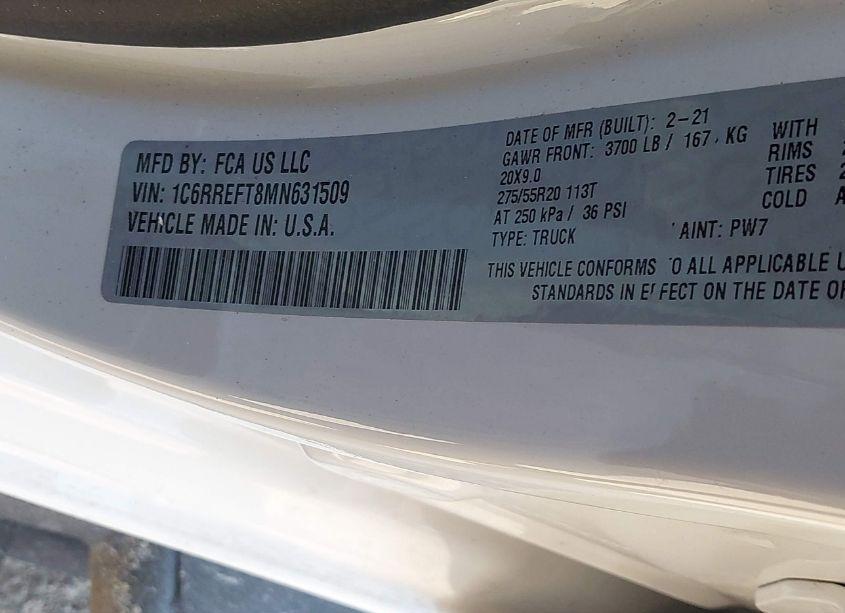 MFD BY: FCA US LLC
VIN: 1C6RREFT8MN631509
VEHICLE MADE IN: U.S.A.
DATE OF MFR (BUILT): 2-21
GAWR FRONT: 3700 LB / 167 KG WITH
20X9.0 RIMS
275/55R20 113T TIRES
AT 250 kPa / 36 PSI COLD
TYPE: TRUCK AINT: PW7
THIS VEHICLE CONFORMS O ALL APPLICABLE U
STANDARDS IN EFFECT ON THE DATE OF